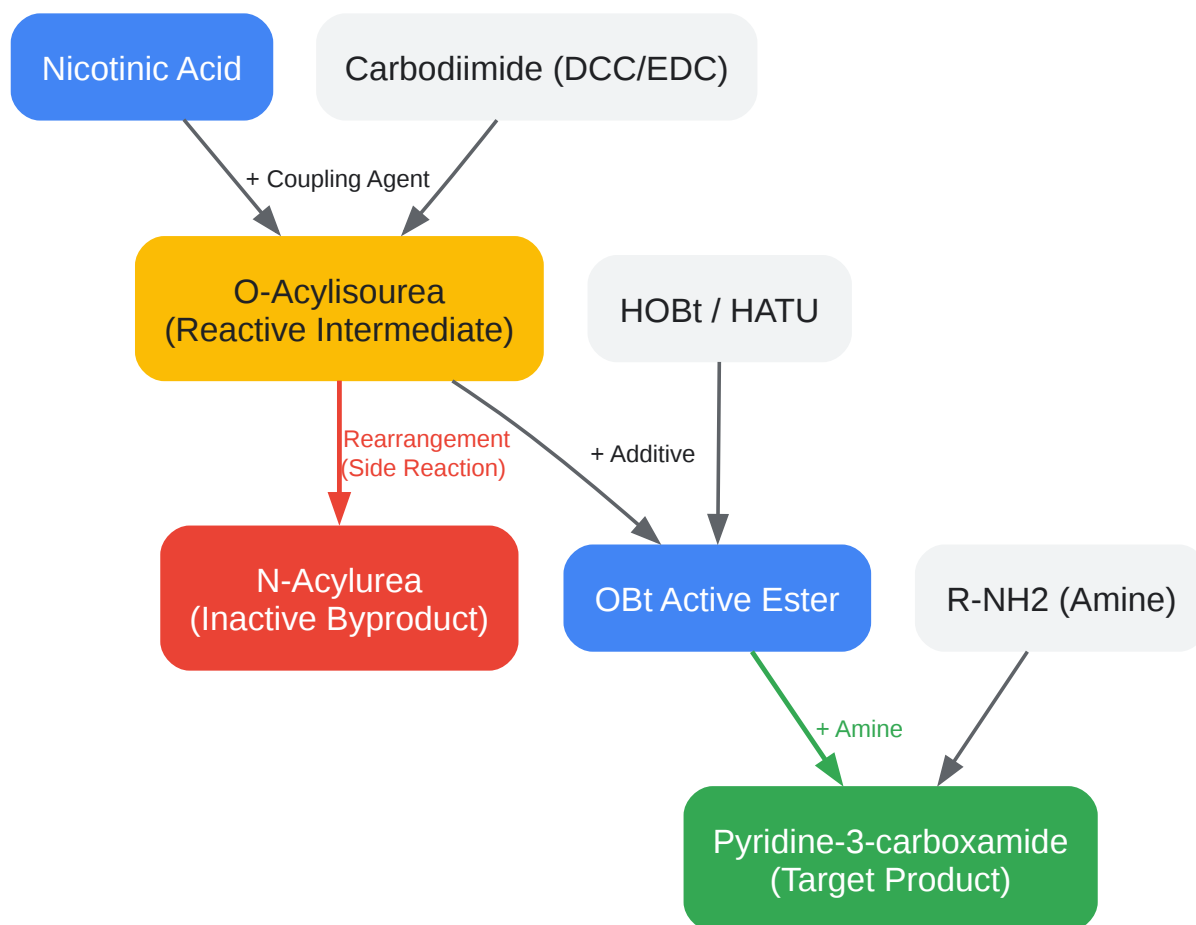 Nicotinic Acid
Carbodiimide (DCC/EDC)
+ Coupling Agent
O-Acylisourea
(Reactive Intermediate)
HOBt / HATU
Rearrangement
(Side Reaction)
+ Additive
N-Acylurea
(Inactive Byproduct)
OBt Active Ester
R-NH2 (Amine)
+ Amine
Pyridine-3-carboxamide
(Target Product)